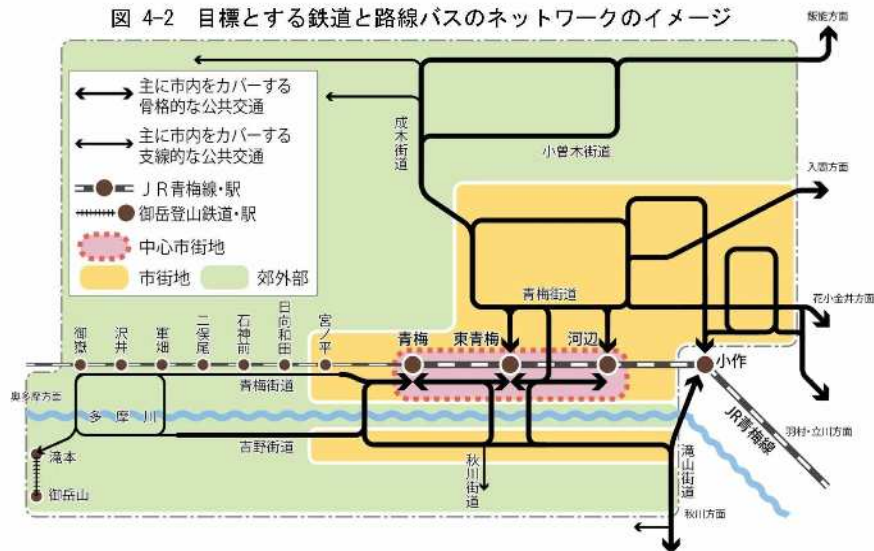 図 4-2 目標とする鉄道と路線バスのネットワークのイメージ
飯能方面
主に市内をカバーする
骨格的な公共交通
主に市内をカバーする
支線的な公共交通
JR青梅線・駅
御岳登山鉄道・駅
中心市街地
市街地
郊外部
成木街道
小曽木街道
入間方面
青梅街道
花小金井方面
御嶽
沢井
軍畑
二俣尾
石神前
日向和田
宮ノ平
青梅
東青梅
河辺
小作
奥多摩方面
青梅街道
多摩川
吉野街道
秋川街道
滝山街道
JR青梅線
羽村・立川方面
滝本
御岳山
秋川方面